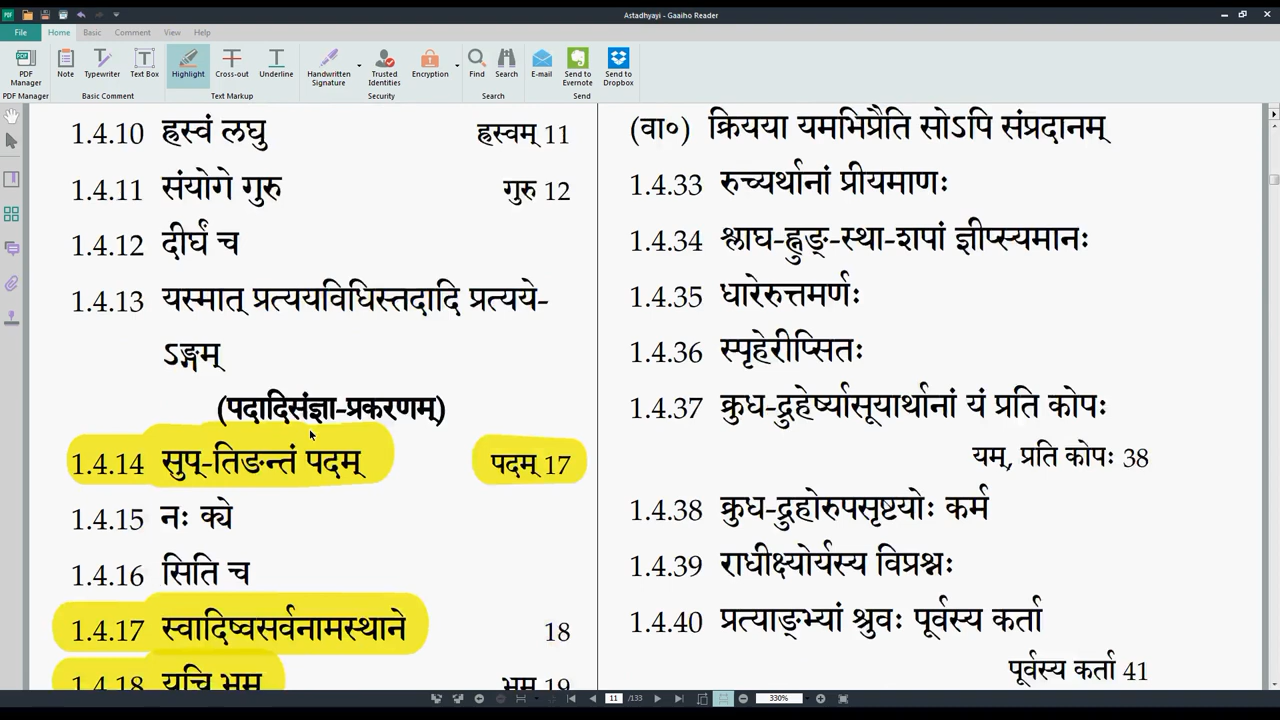 Astadhyayi - Gaaiho Reader
File Home Basic Comment View Help
PDF Manager Note Typewriter Text Box Highlight Cross-out Underline Handwritten Signature Trusted Identities Encryption Find Search E-mail Send to Evernote Send to Dropbox
PDF Manager Basic Comment Text Markup Security Search Send
1.4.10 ह्रस्वं लघु ह्रस्वम् 11
1.4.11 संयोगे गुरु गुरु 12
1.4.12 दीर्घं च
1.4.13 यस्मात् प्रत्ययविधिस्तदादि प्रत्यये-
ऽङ्गम्
(पदादिसंज्ञा-प्रकरणम्)
1.4.14 सुप्-तिङन्तं पदम् पदम् 17
1.4.15 नः क्ये
1.4.16 सिति च
1.4.17 स्वादिष्वसर्वनामस्थाने 18
1.4.18 यचि भम् भम् 19
(वा०) क्रियया यमभिप्रैति सोऽपि संप्रदानम्
1.4.33 रुच्यर्थानां प्रीयमाणः
1.4.34 श्लाघ-ह्नुङ्-स्था-शपां ज्ञीप्स्यमानः
1.4.35 धारेरुत्तमर्णः
1.4.36 स्पृहेरीप्सितः
1.4.37 क्रुध-द्रुहेर्ष्यासूयार्थानां यं प्रति कोपः
यम्, प्रति कोपः 38
1.4.38 क्रुध-द्रुहोरुपसृष्टयोः कर्म
1.4.39 राधीक्ष्योर्यस्य विप्रश्नः
1.4.40 प्रत्याङ्भ्यां श्रुवः पूर्वस्य कर्ता
पूर्वस्य कर्ता 41
11 /133 330%